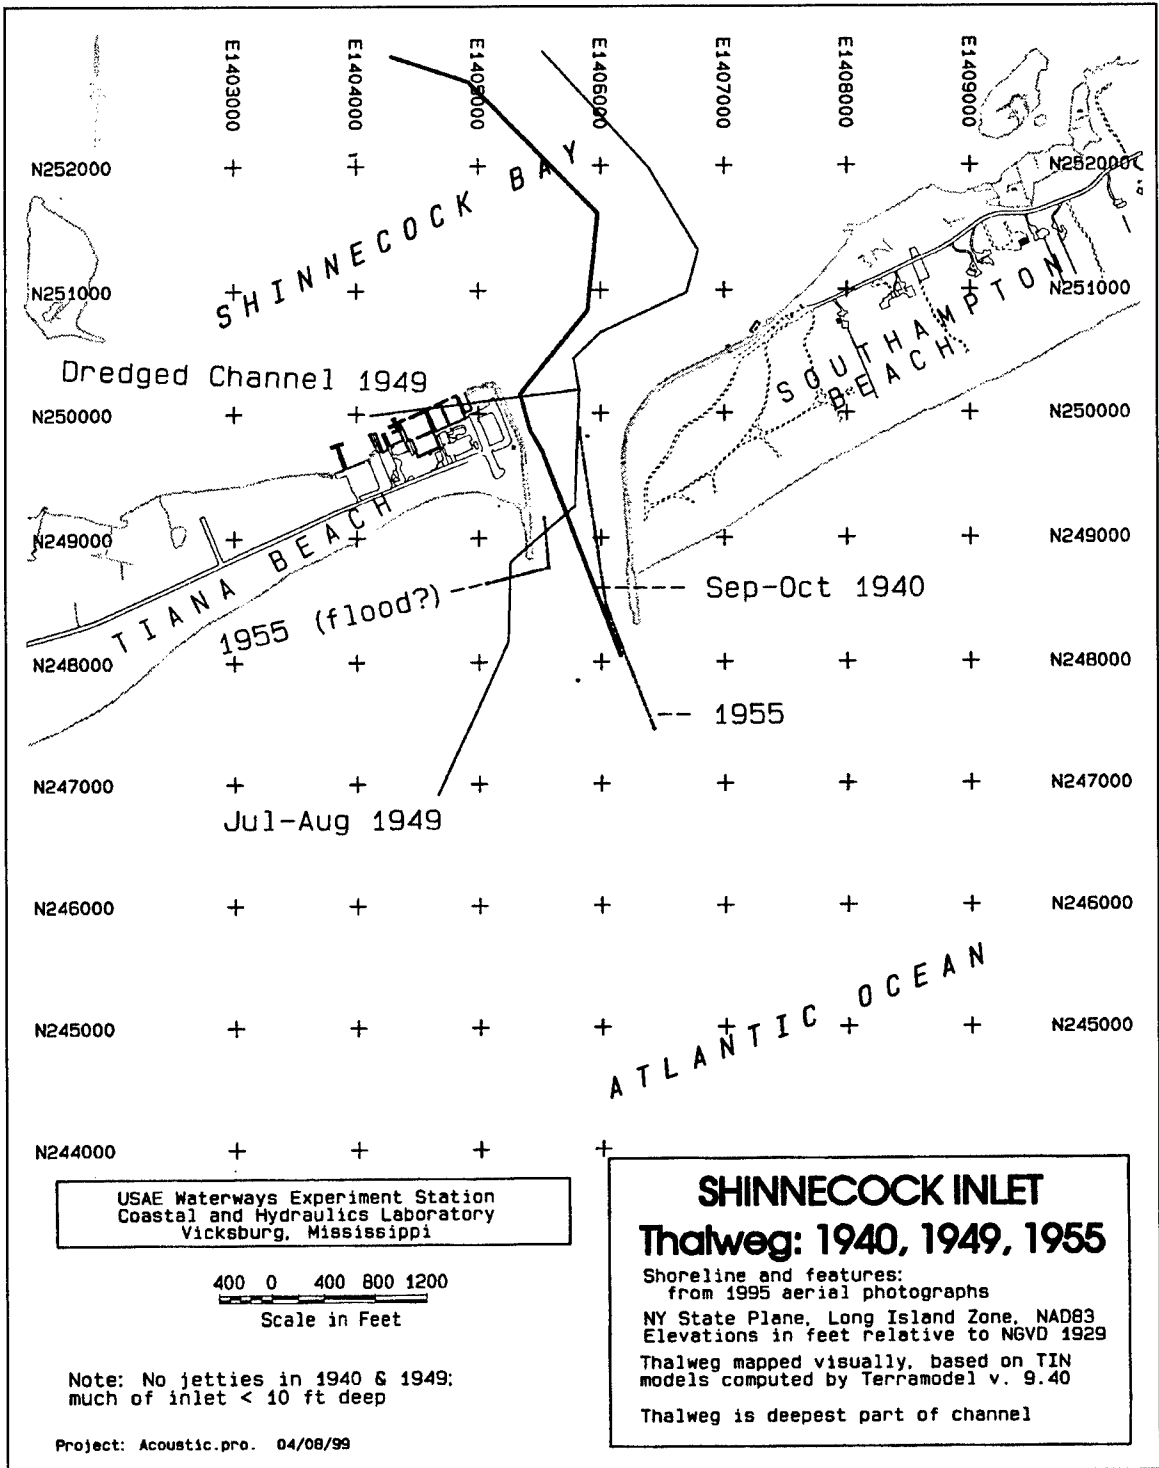 E1403000
E1404000
E1405000
E1406000
E1407000
E1408000
E1409000
N252000
N252000
SHINNECOCK BAY
N251000
N251000
SOUTHAMPTON
BEACH
Dredged Channel 1949
N250000
N250000
TIANA BEACH
N249000
N249000
1955 (flood?)
Sep-Oct 1940
N248000
N248000
1955
N247000
N247000
Jul-Aug 1949
N246000
N246000
ATLANTIC OCEAN
N245000
N245000
N244000
USAE Waterways Experiment Station
Coastal and Hydraulics Laboratory
Vicksburg, Mississippi
400 0 400 800 1200
Scale in Feet
Note: No jetties in 1940 & 1949;
much of inlet < 10 ft deep
Project: Acoustic.pro. 04/08/99
SHINNECOCK INLET
Thalweg: 1940, 1949, 1955
Shoreline and features:
from 1995 aerial photographs
NY State Plane, Long Island Zone, NAD83
Elevations in feet relative to NGVD 1929
Thalweg mapped visually, based on TIN
models computed by Terramodel v. 9.40
Thalweg is deepest part of channel